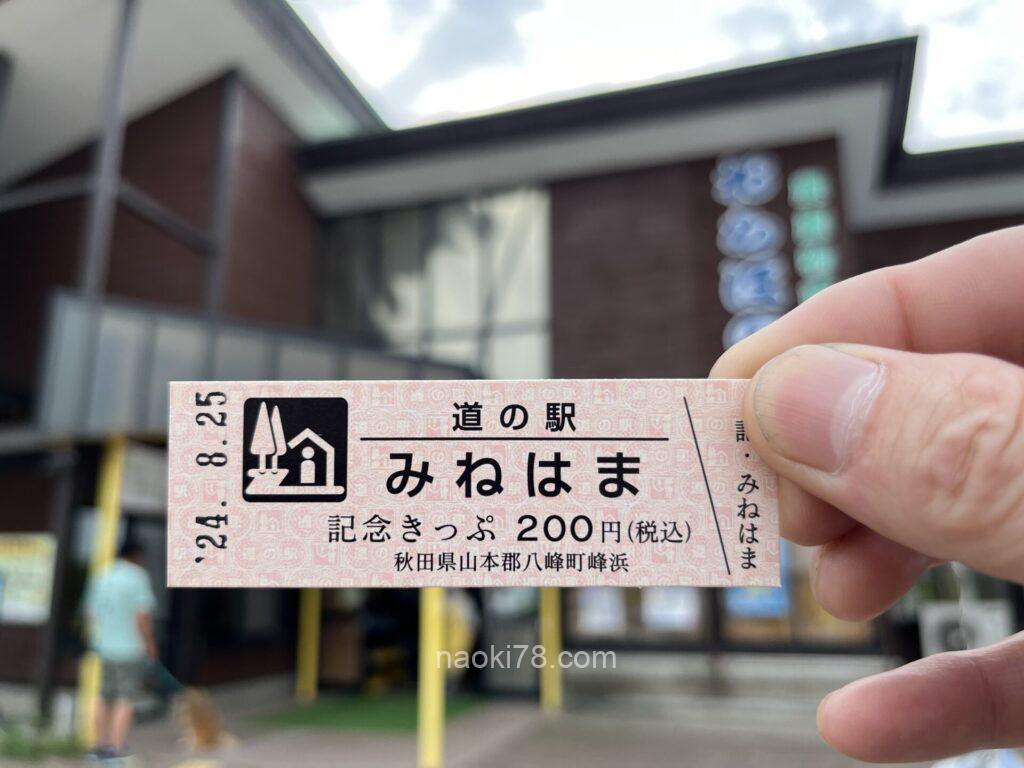 '24. 8. 25
道の駅
みねはま
記念きっぷ 200円(税込)
秋田県山本郡八峰町峰浜
記・みねはま
naoki78.com